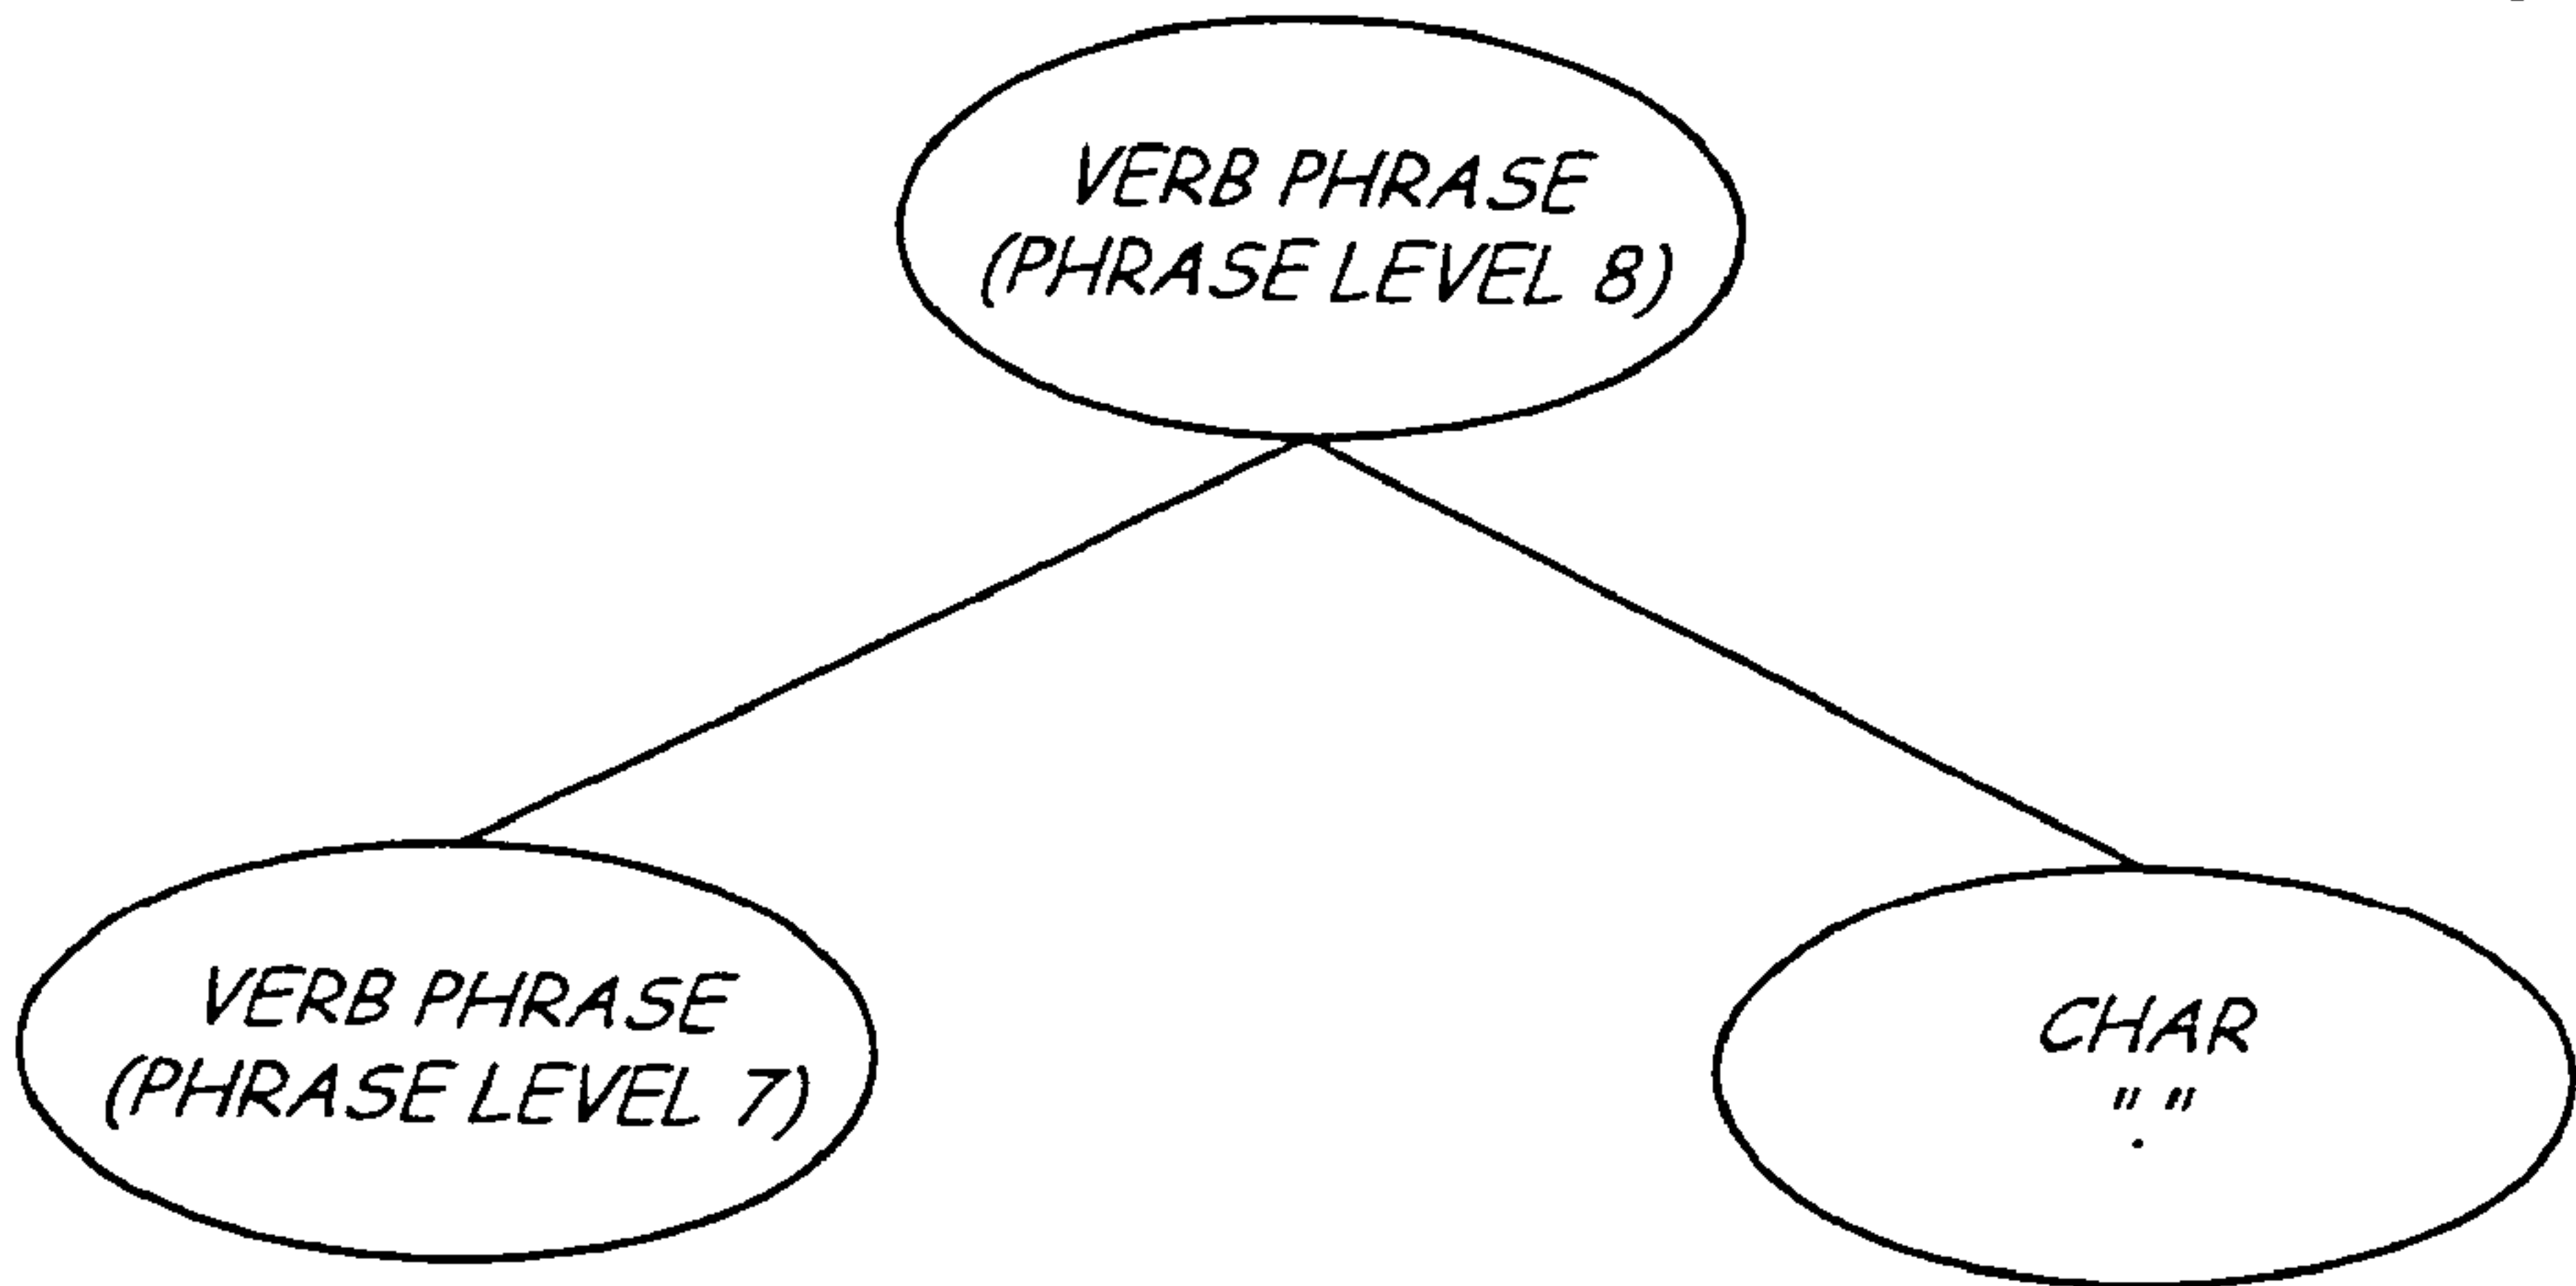 VERB PHRASE
(PHRASE LEVEL 8)
VERB PHRASE
(PHRASE LEVEL 7)
CHAR
"."